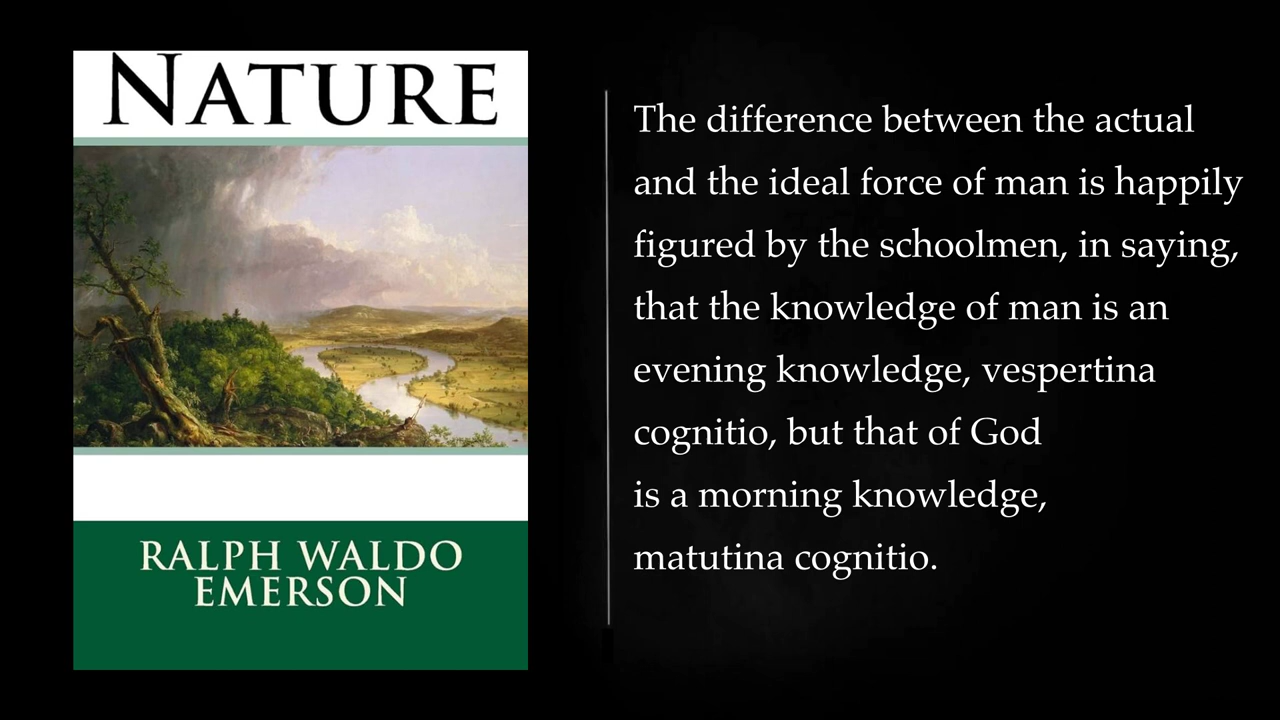 NATURE
RALPH WALDO
EMERSON
The difference between the actual
and the ideal force of man is happily
figured by the schoolmen, in saying,
that the knowledge of man is an
evening knowledge, vespertina
cognitio, but that of God
is a morning knowledge,
matutina cognitio.